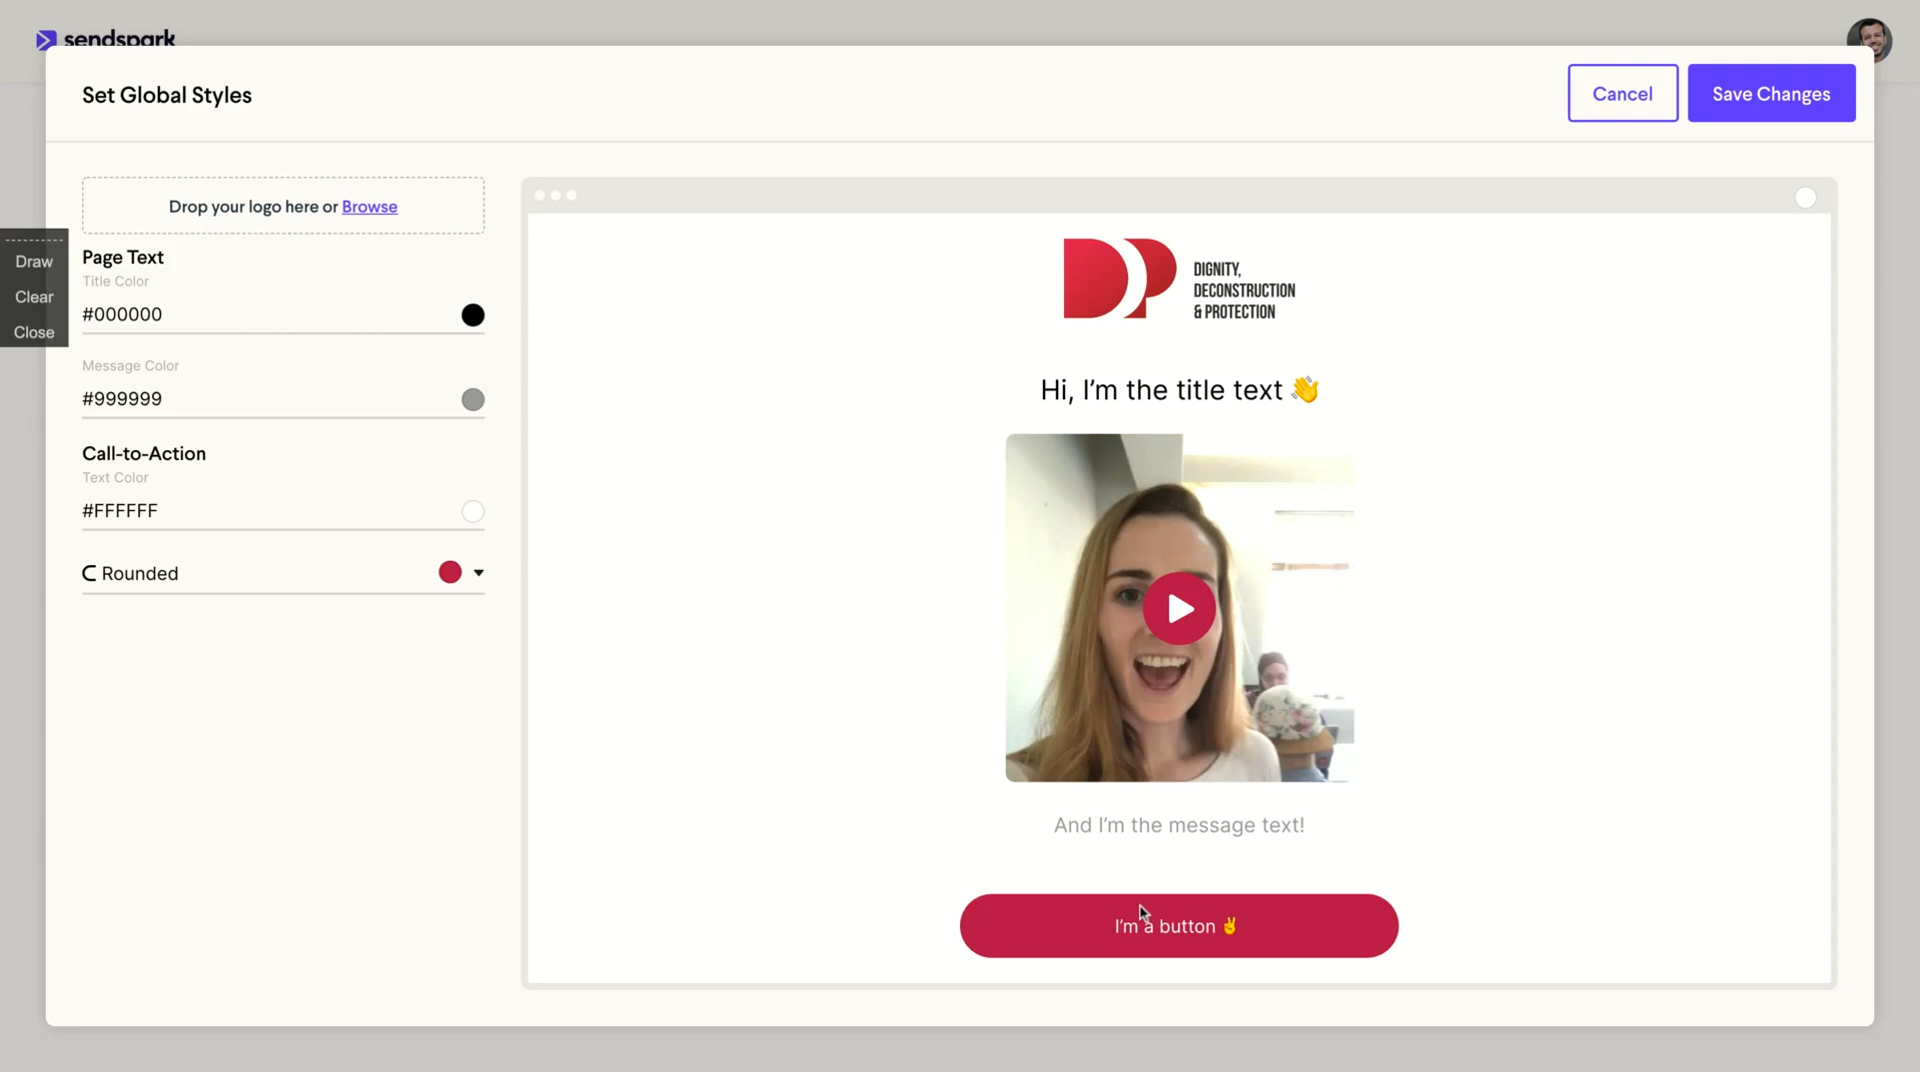 sendspark
Set Global Styles
Cancel
Save Changes
Drop your logo here or Browse
Draw
Clear
Close
Page Text
Title Color
#000000
Message Color
#999999
Call-to-Action
Text Color
#FFFFFF
Rounded
DIGNITY,
DECONSTRUCTION
& PROTECTION
Hi, I'm the title text 👋
And I'm the message text!
I'm a button ✌️